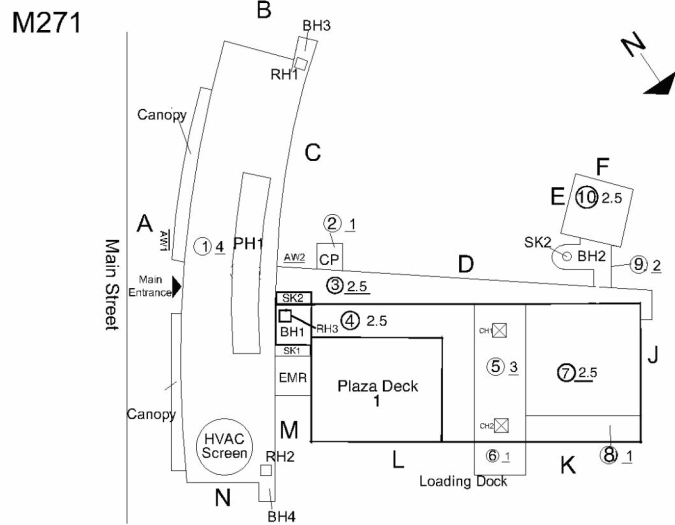 M271
B
BH3
RH1
N
Canopy
C
F
E
⑩ 2.5
A
AW1
① 4
PH1
② 1
CP
AW2
SK2
BH2
⑨ 2
D
Main Street
Main
Entrance
③ 2.5
SK2
BH1
RH3
④ 2.5
CH1
J
SK1
EMR
Plaza Deck
1
⑤ 3
⑦ 2.5
Canopy
M
CH2
HVAC
Screen
RH2
L
⑥ 1
K
⑧ 1
Loading Dock
N
BH4